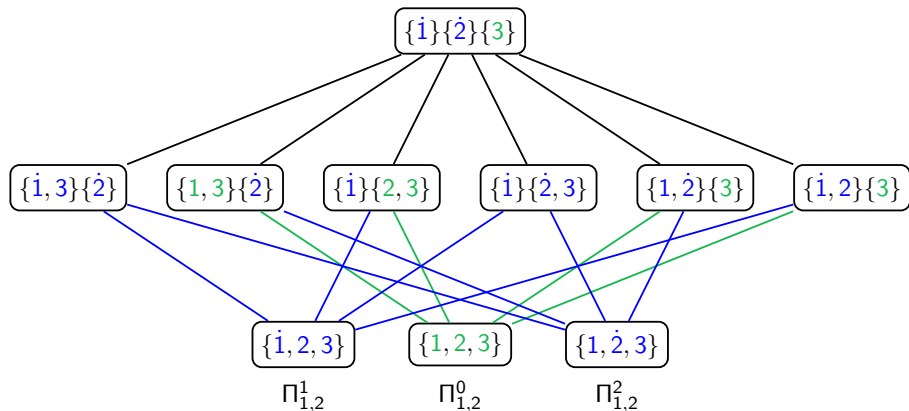 {1̇}{2̇}{3}
{1̇, 3}{2̇} {1, 3}{2̇} {1̇}{2, 3} {1̇}{2̇, 3} {1, 2̇}{3} {1̇, 2}{3}
{1̇, 2, 3} {1, 2, 3} {1, 2̇, 3}
Π¹₁,₂ Π⁰₁,₂ Π²₁,₂